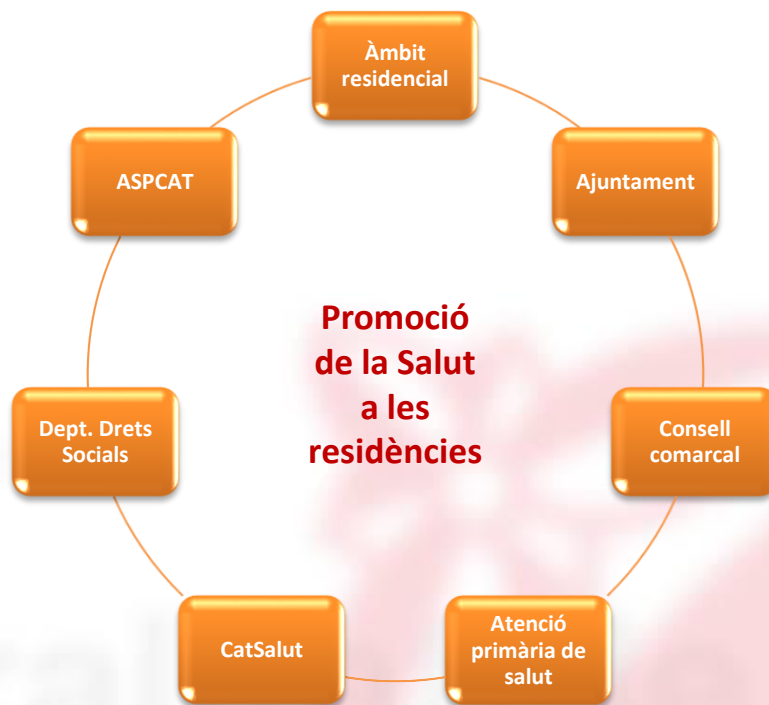 Àmbit
residencial
ASPCAT
Ajuntament
Promoció
de la Salut
a les
residències
Dept. Drets
Socials
Consell
comarcal
CatSalut
Atenció
primària de
salut